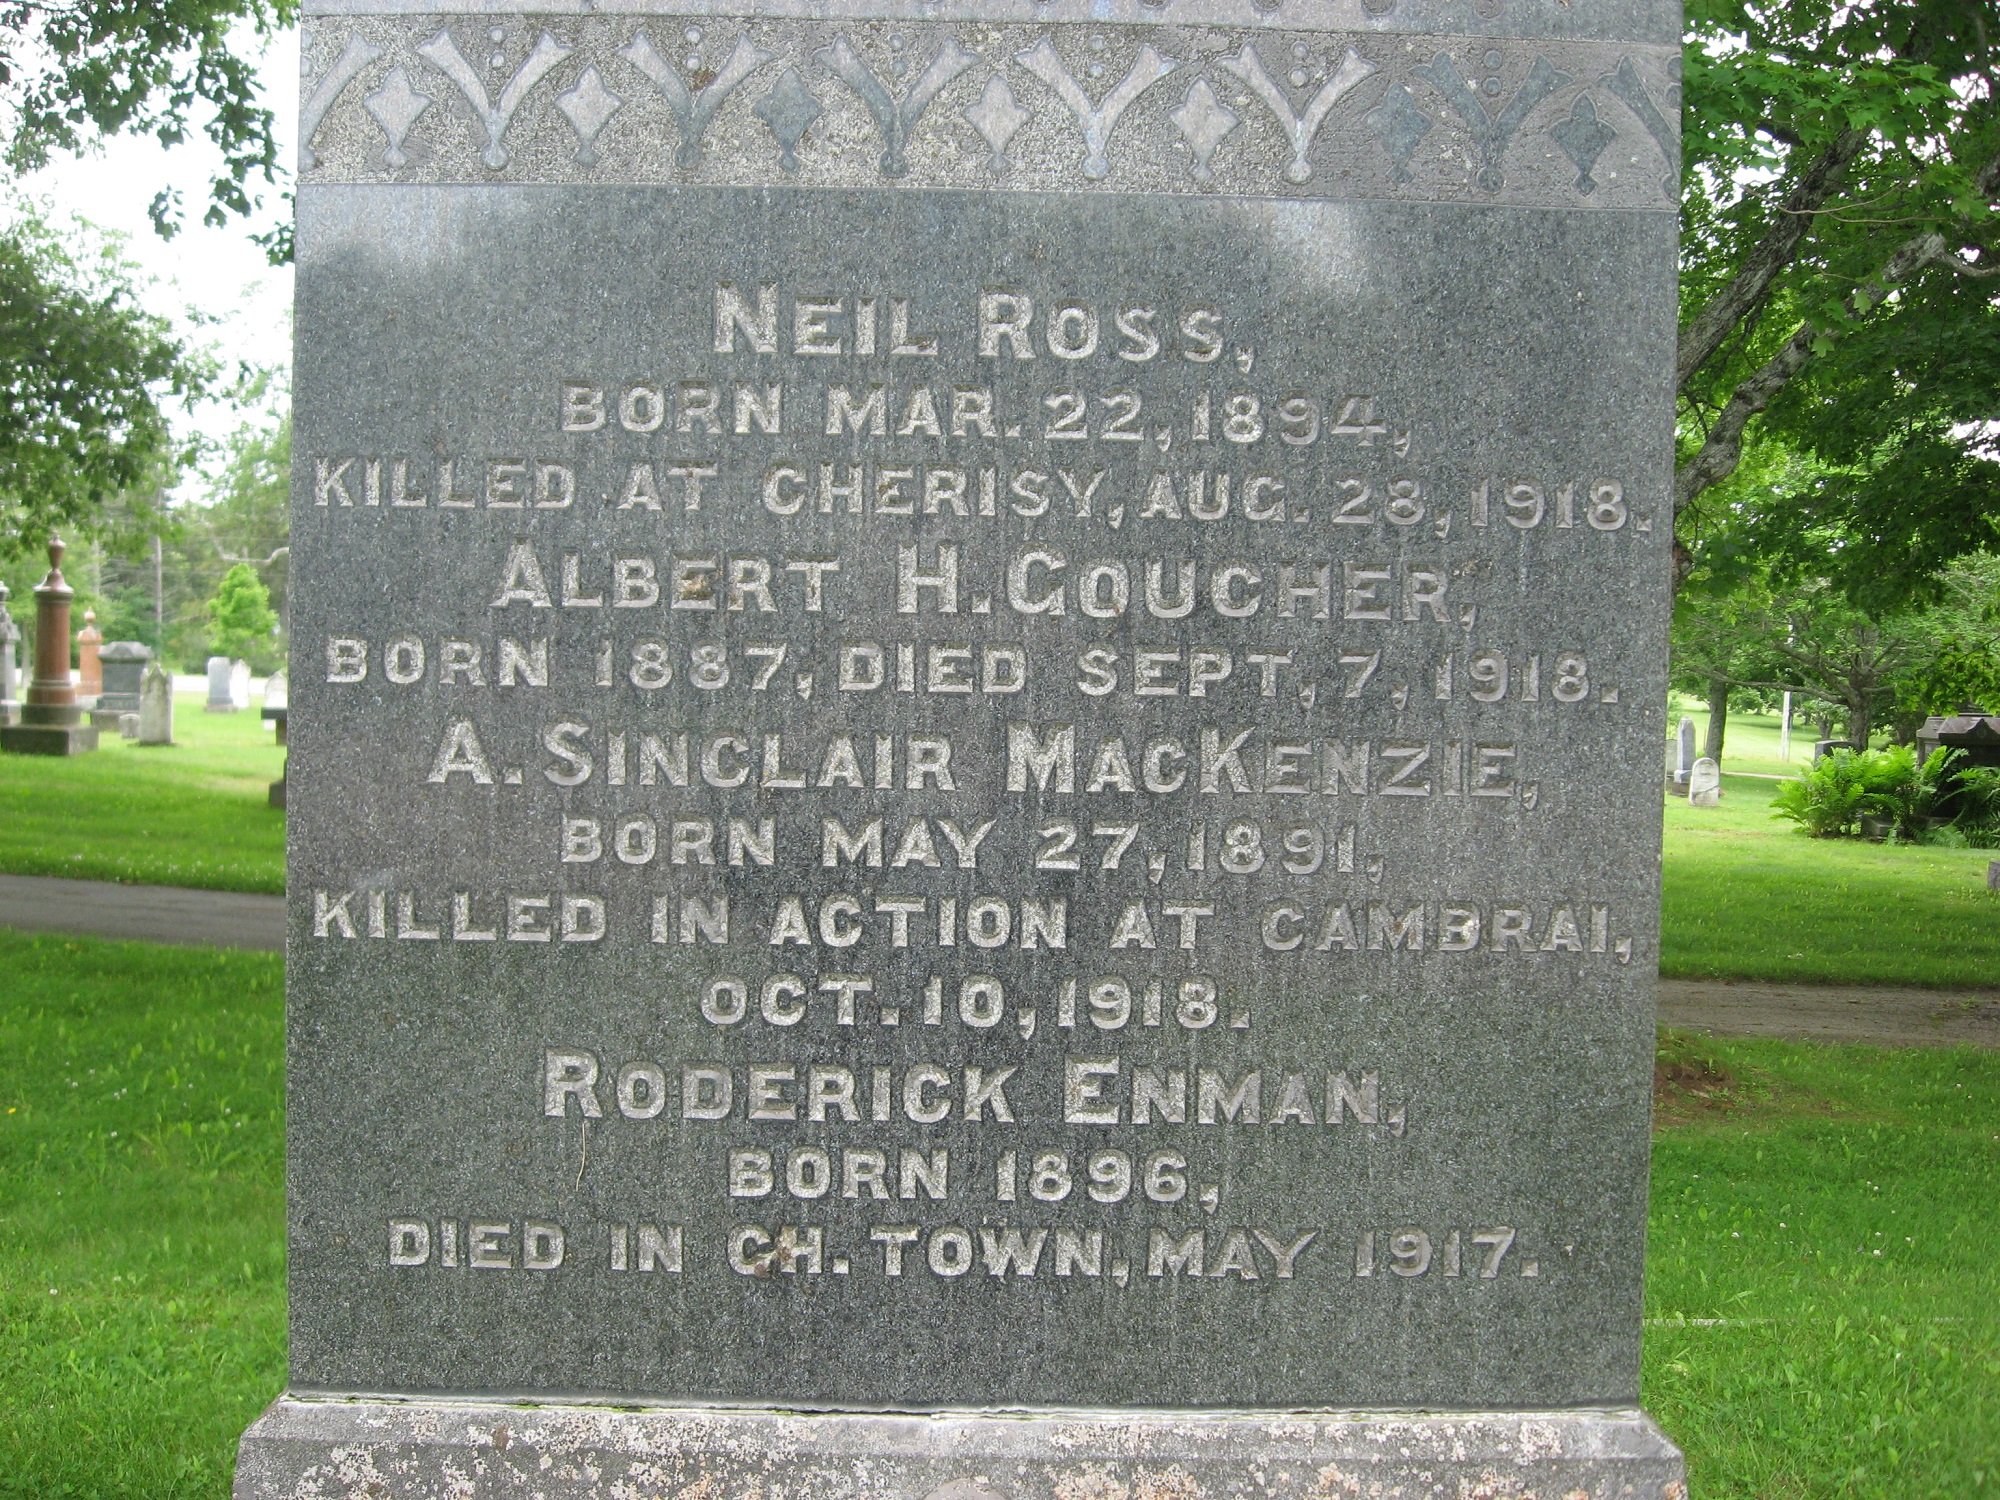 NEIL ROSS,
BORN MAR. 22, 1894,
KILLED AT CHERISY, AUG. 28, 1918.
ALBERT H. GOUCHER,
BORN 1887, DIED SEPT, 7, 1918.
A. SINCLAIR MACKENZIE,
BORN MAY 27, 1891,
KILLED IN ACTION AT CAMBRAI,
OCT. 10, 1918.
RODERICK ENMAN,
BORN 1896,
DIED IN CH. TOWN, MAY 1917.